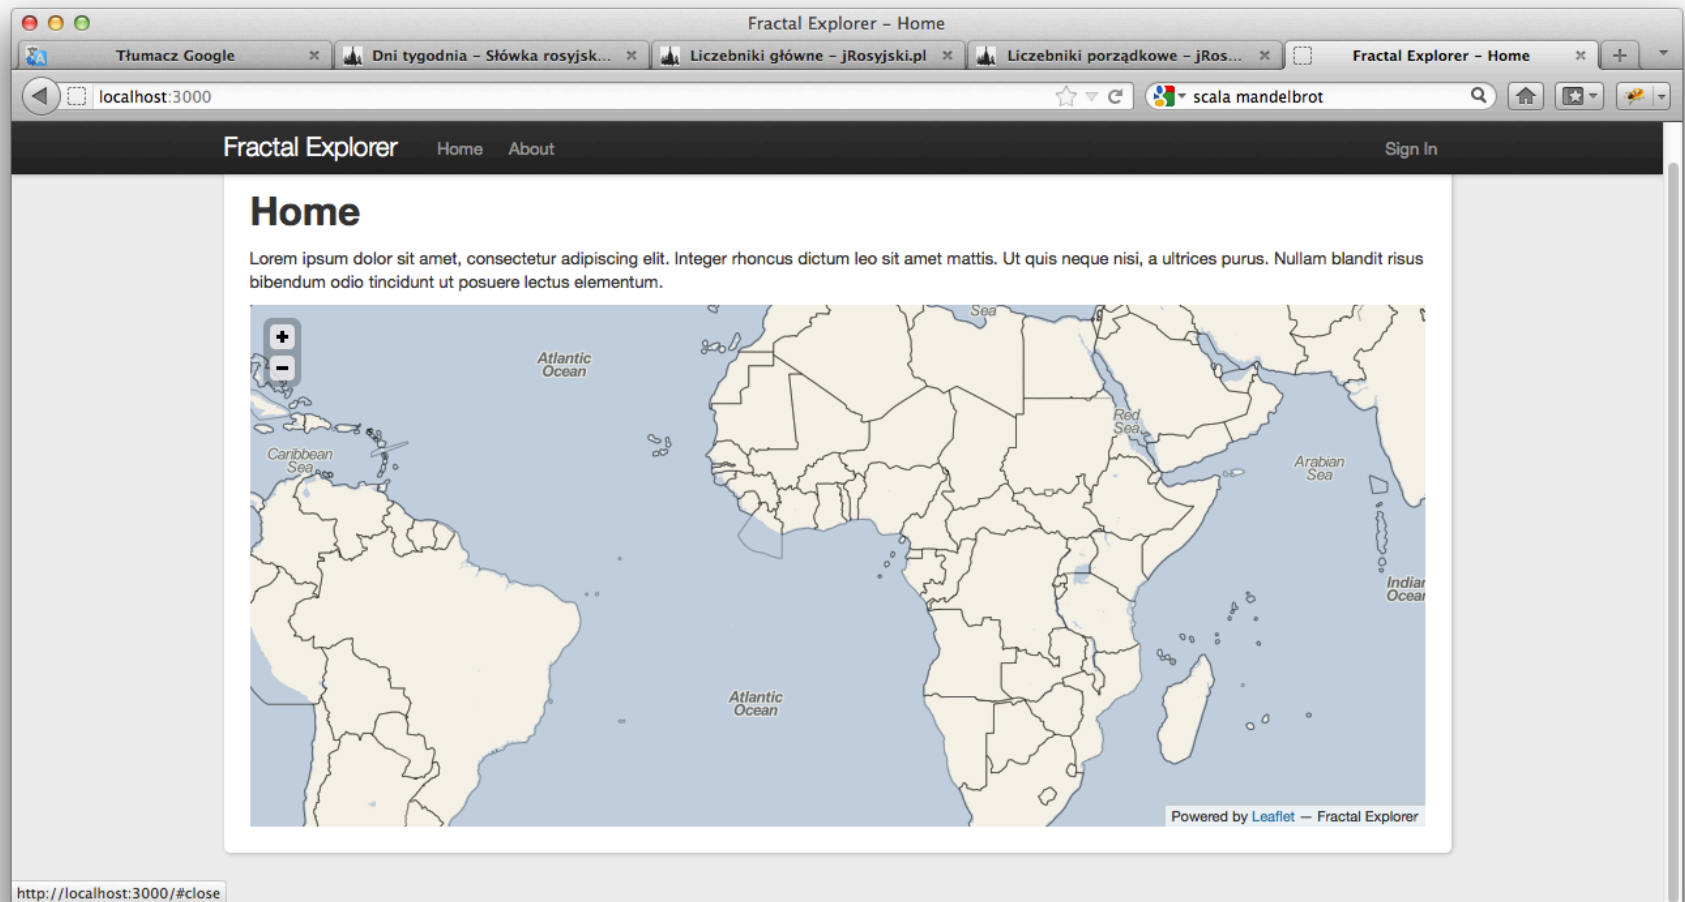 Fractal Explorer – Home
Tłumacz Google
Dni tygodnia – Słówka rosyjsk...
Liczebniki główne – jRosyjski.pl
Liczebniki porządkowe – jRos...
Fractal Explorer – Home
localhost:3000
scala mandelbrot
Fractal Explorer
Home
About
Sign In
Home
Lorem ipsum dolor sit amet, consectetur adipiscing elit. Integer rhoncus dictum leo sit amet mattis. Ut quis neque nisi, a ultrices purus. Nullam blandit risus
bibendum odio tincidunt ut posuere lectus elementum.
Sea
+
−
Atlantic
Ocean
Red
Sea
Caribbean
Sea
Arabian
Sea
Indian
Ocean
Atlantic
Ocean
Powered by Leaflet — Fractal Explorer
http://localhost:3000/#close